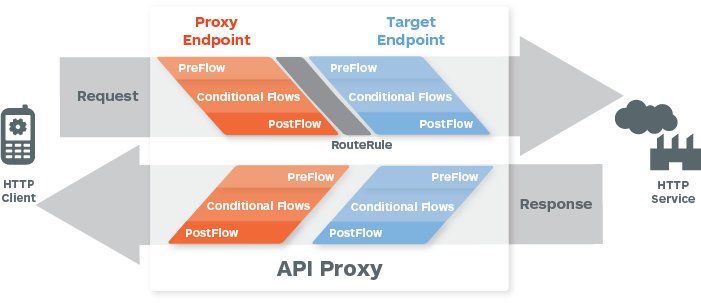 Proxy
Endpoint
Target
Endpoint
Request
PreFlow
Conditional Flows
PostFlow
PreFlow
Conditional Flows
PostFlow
RouteRule
HTTP
Client
HTTP
Service
PreFlow
Conditional Flows
PostFlow
PreFlow
Conditional Flows
PostFlow
Response
API Proxy